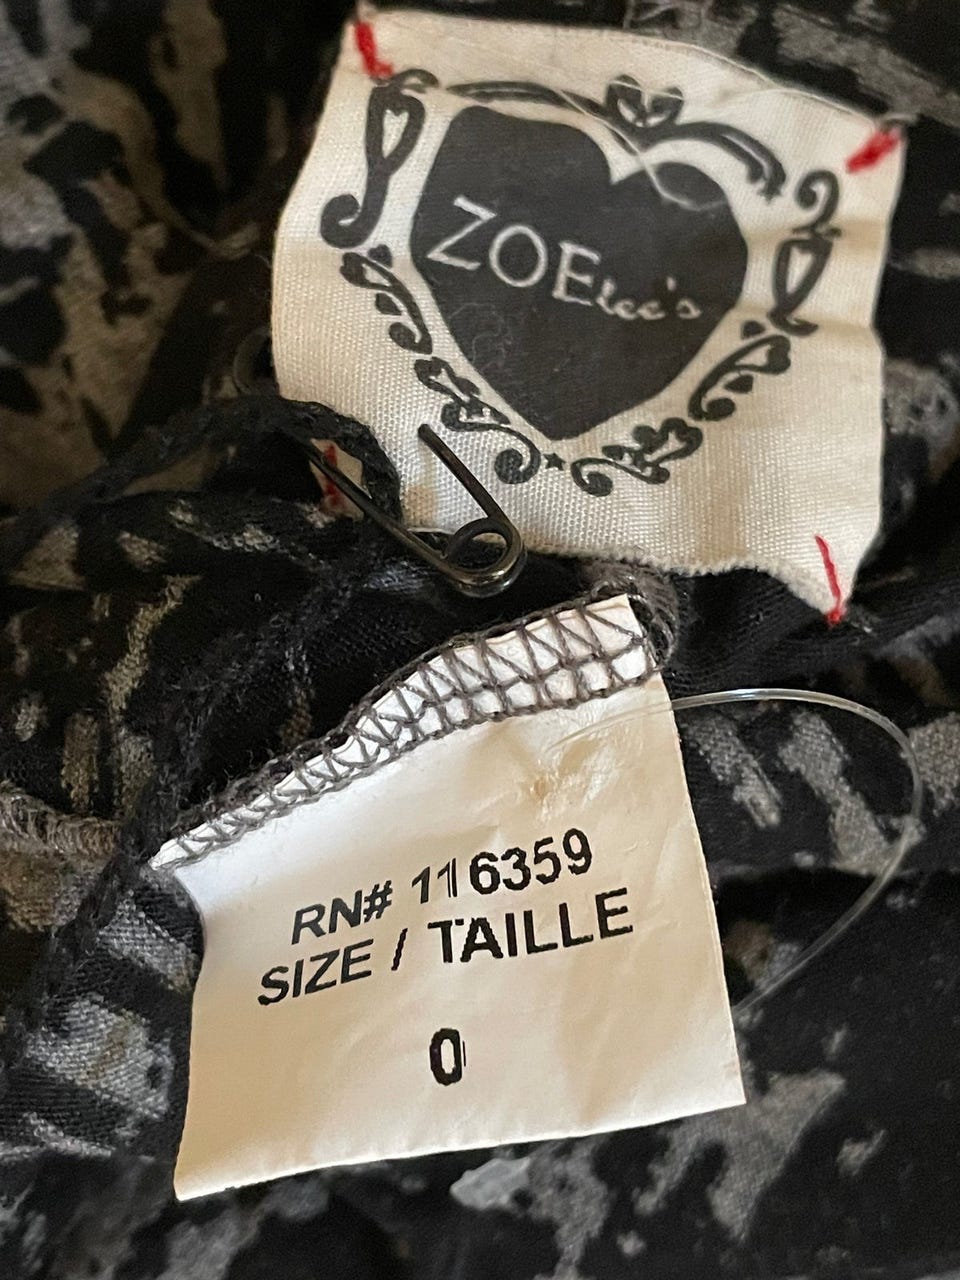 ZOElee's
RN# 116359
SIZE / TAILLE
0